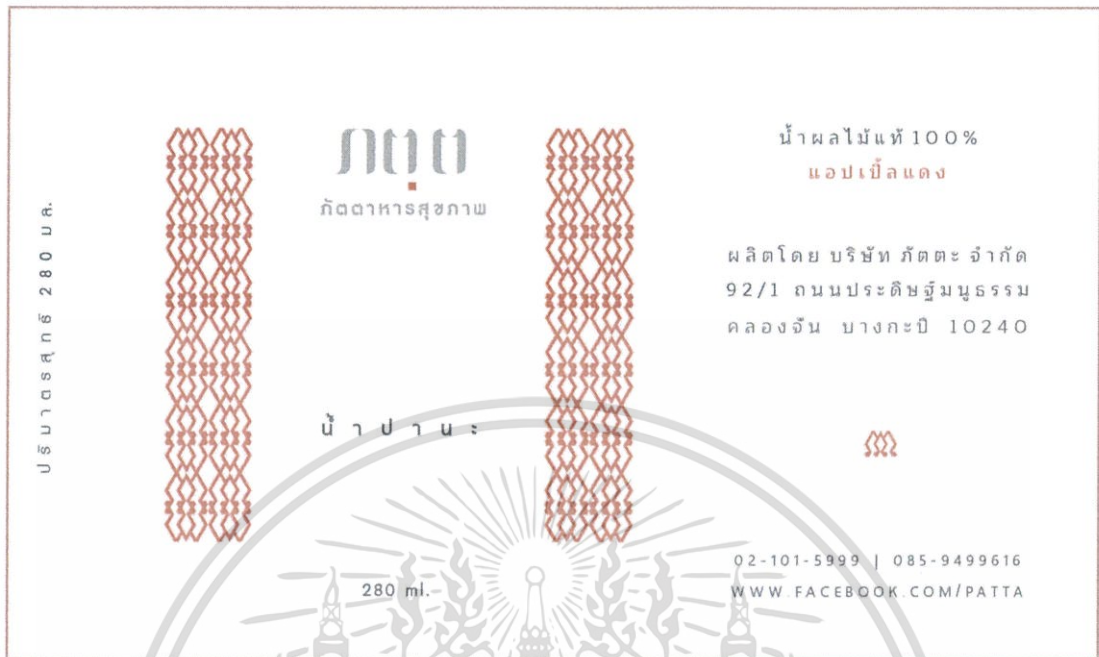 ปริมาตรสุทธิ 280 มล.
ภตฺต
ภัตตาหารสุขภาพ
น้ำปานะ
280 ml.
น้ำผลไม้แท้ 100%
แอปเปิ้ลแดง
ผลิตโดย บริษัท ภัตตะ จำกัด
92/1 ถนนประดิษฐ์มนูธรรม
คลองจั่น บางกะปิ 10240
02-101-5999 | 085-9499616
WWW.FACEBOOK.COM/PATTA